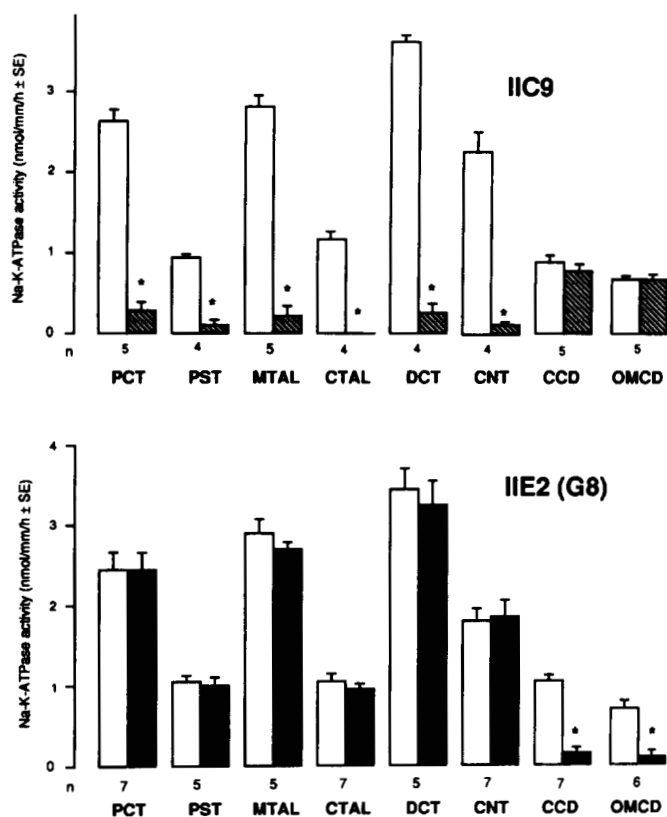 Na-K-ATPase activity (nmol/mm/h ± SE)
IIC9
3
2
1
0
* * * * * *
n 5 4 5 4 4 4 5 5
PCT PST MTAL CTAL DCT CNT CCD OMCD
Na-K-ATPase activity (nmol/mm/h ± SE)
IIE2 (G8)
4
3
2
1
0
* *
n 7 5 5 7 5 7 7 6
PCT PST MTAL CTAL DCT CNT CCD OMCD